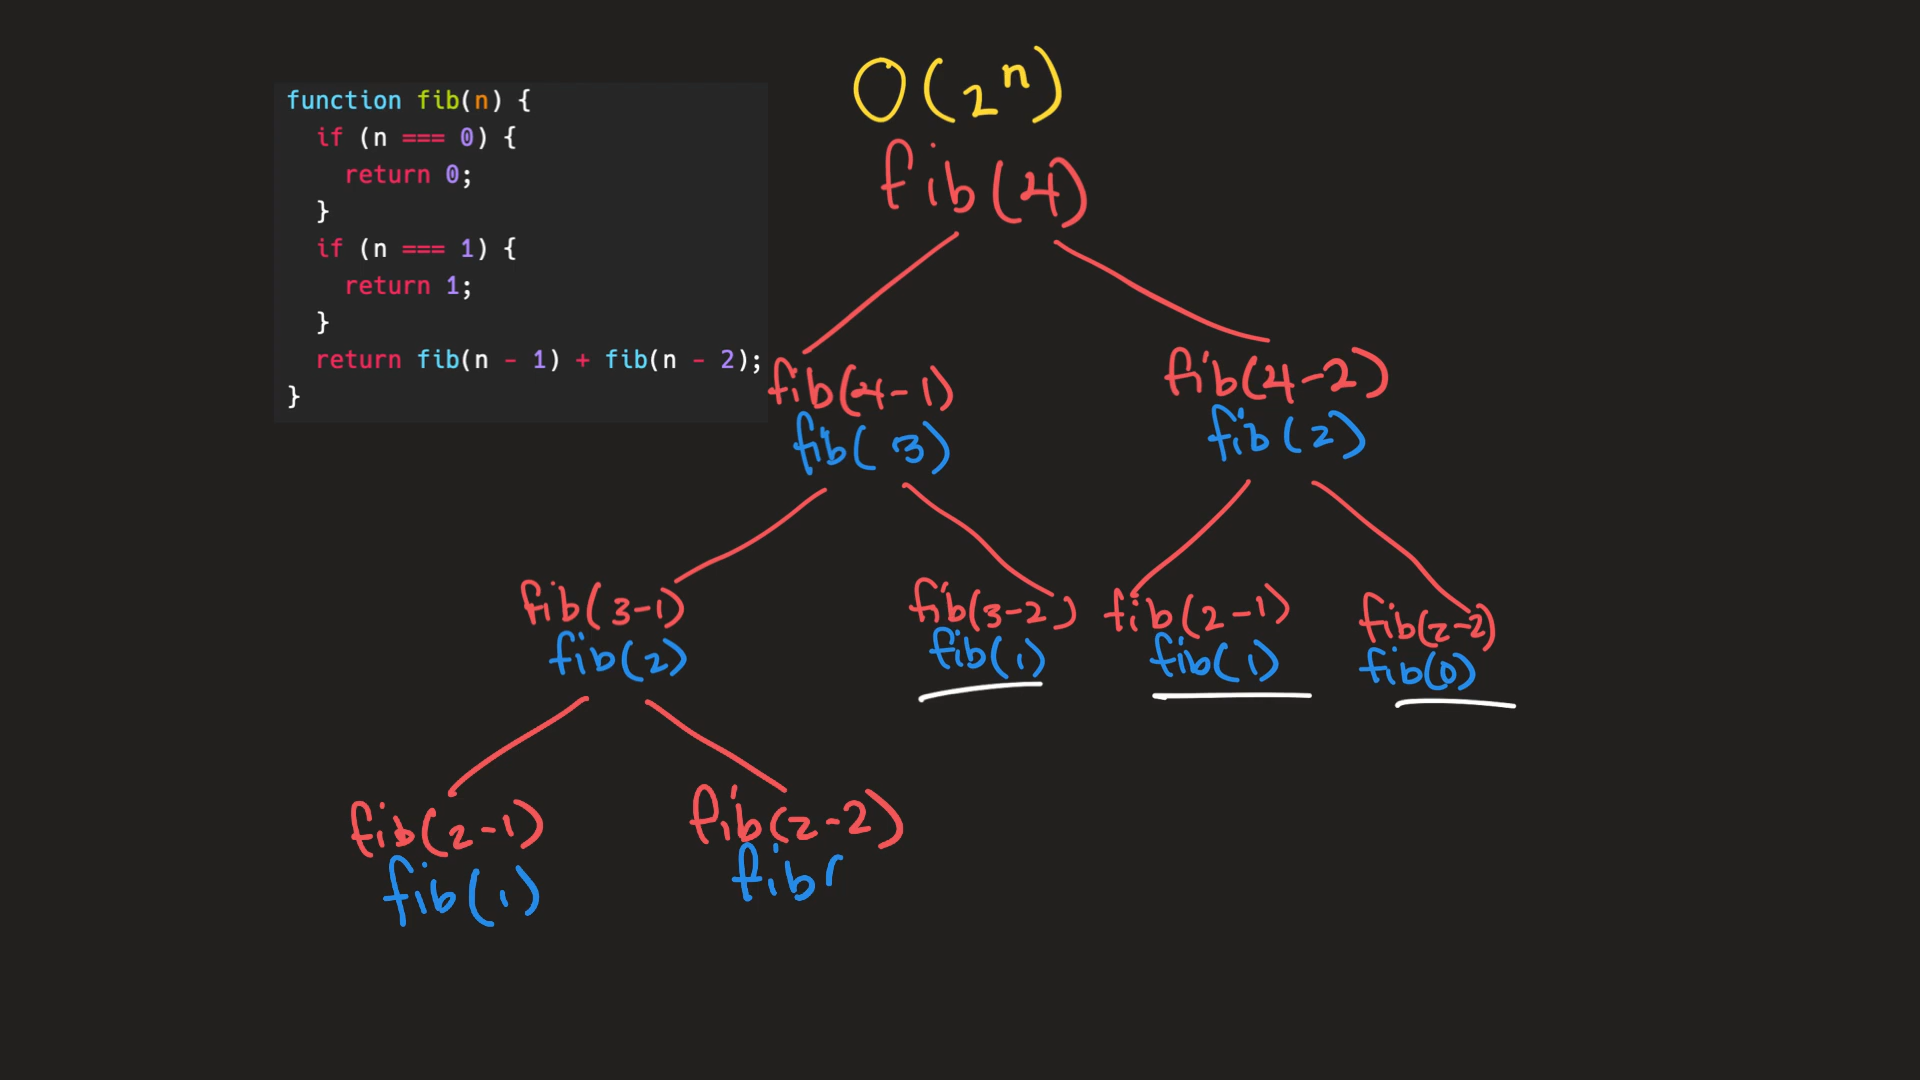 function fib(n) {
if (n === 0) {
return 0;
}
if (n === 1) {
return 1;
}
return fib(n - 1) + fib(n - 2);
}
O(2^n)
fib(4)
fib(4-1)
fib(3)
fib(4-2)
fib(2)
fib(3-1)
fib(2)
fib(3-2)
fib(1)
fib(2-1)
fib(1)
fib(2-2)
fib(0)
fib(2-1)
fib(1)
fib(2-2)
fib(